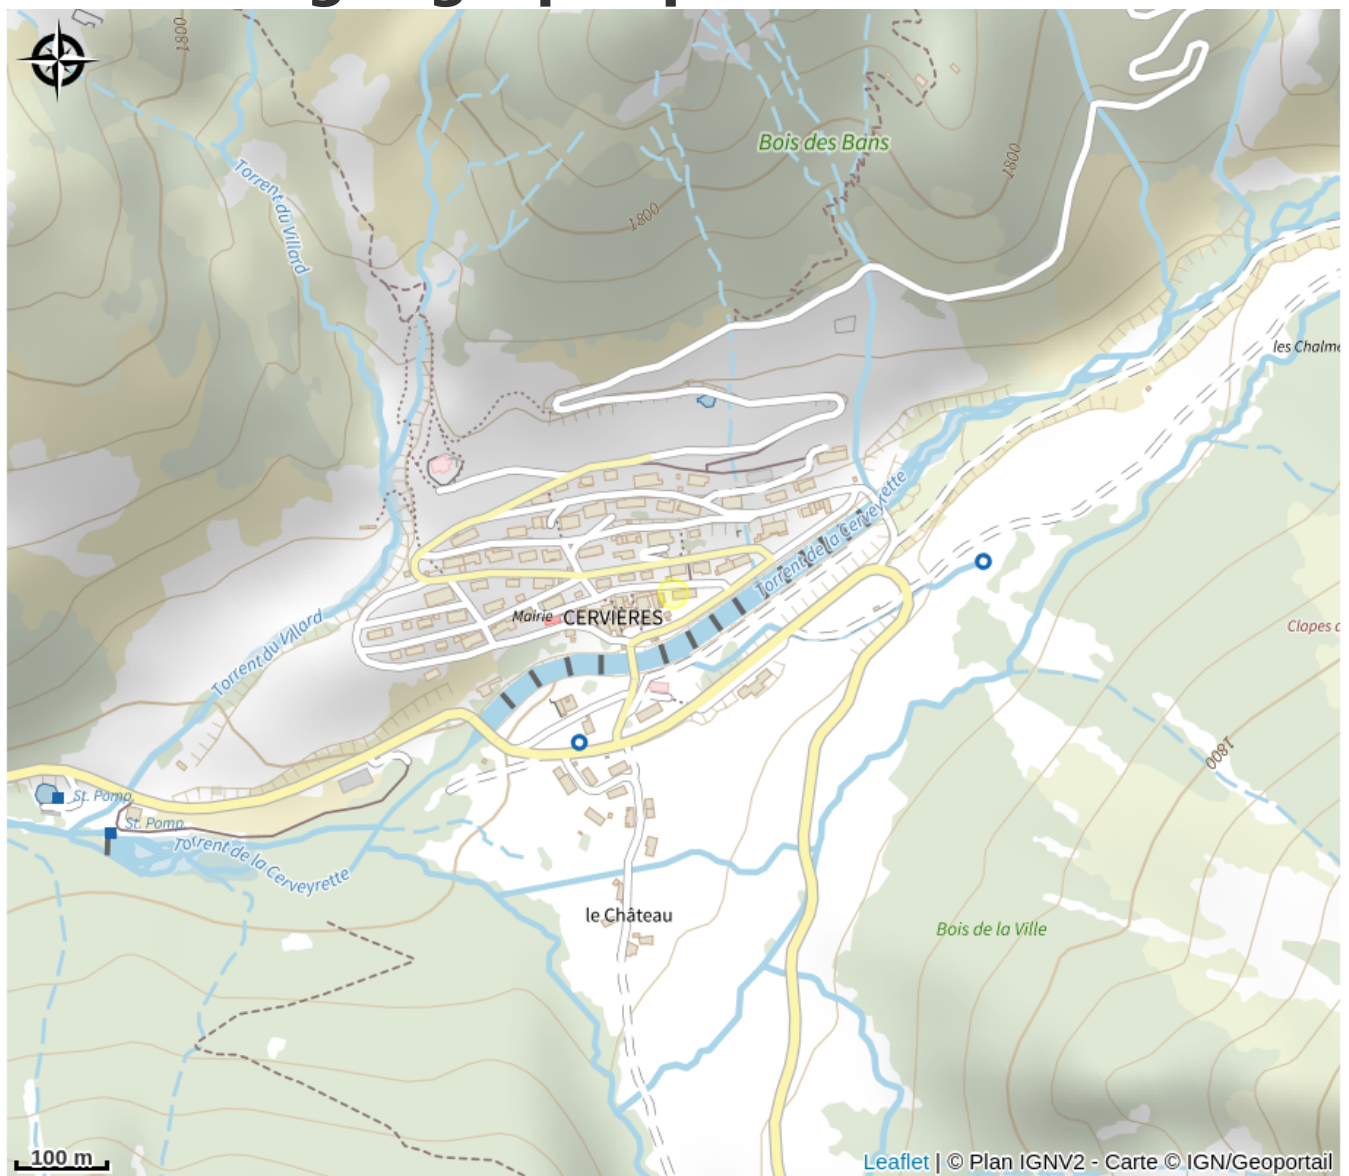 1800
Bois des Bans
1800
Torrent du Villard
1800
les Chalm
Torrent de la Cerveyrette
Mairie CERVIÈRES
Clapes
Torrent du Villard
1800
St. Pomp.
St. Pomp.
Torrent de la Cerveyrette
le Château
Bois de la Ville
100 m
Leaflet | © Plan IGNV2 - Carte © IGN/Geoportail